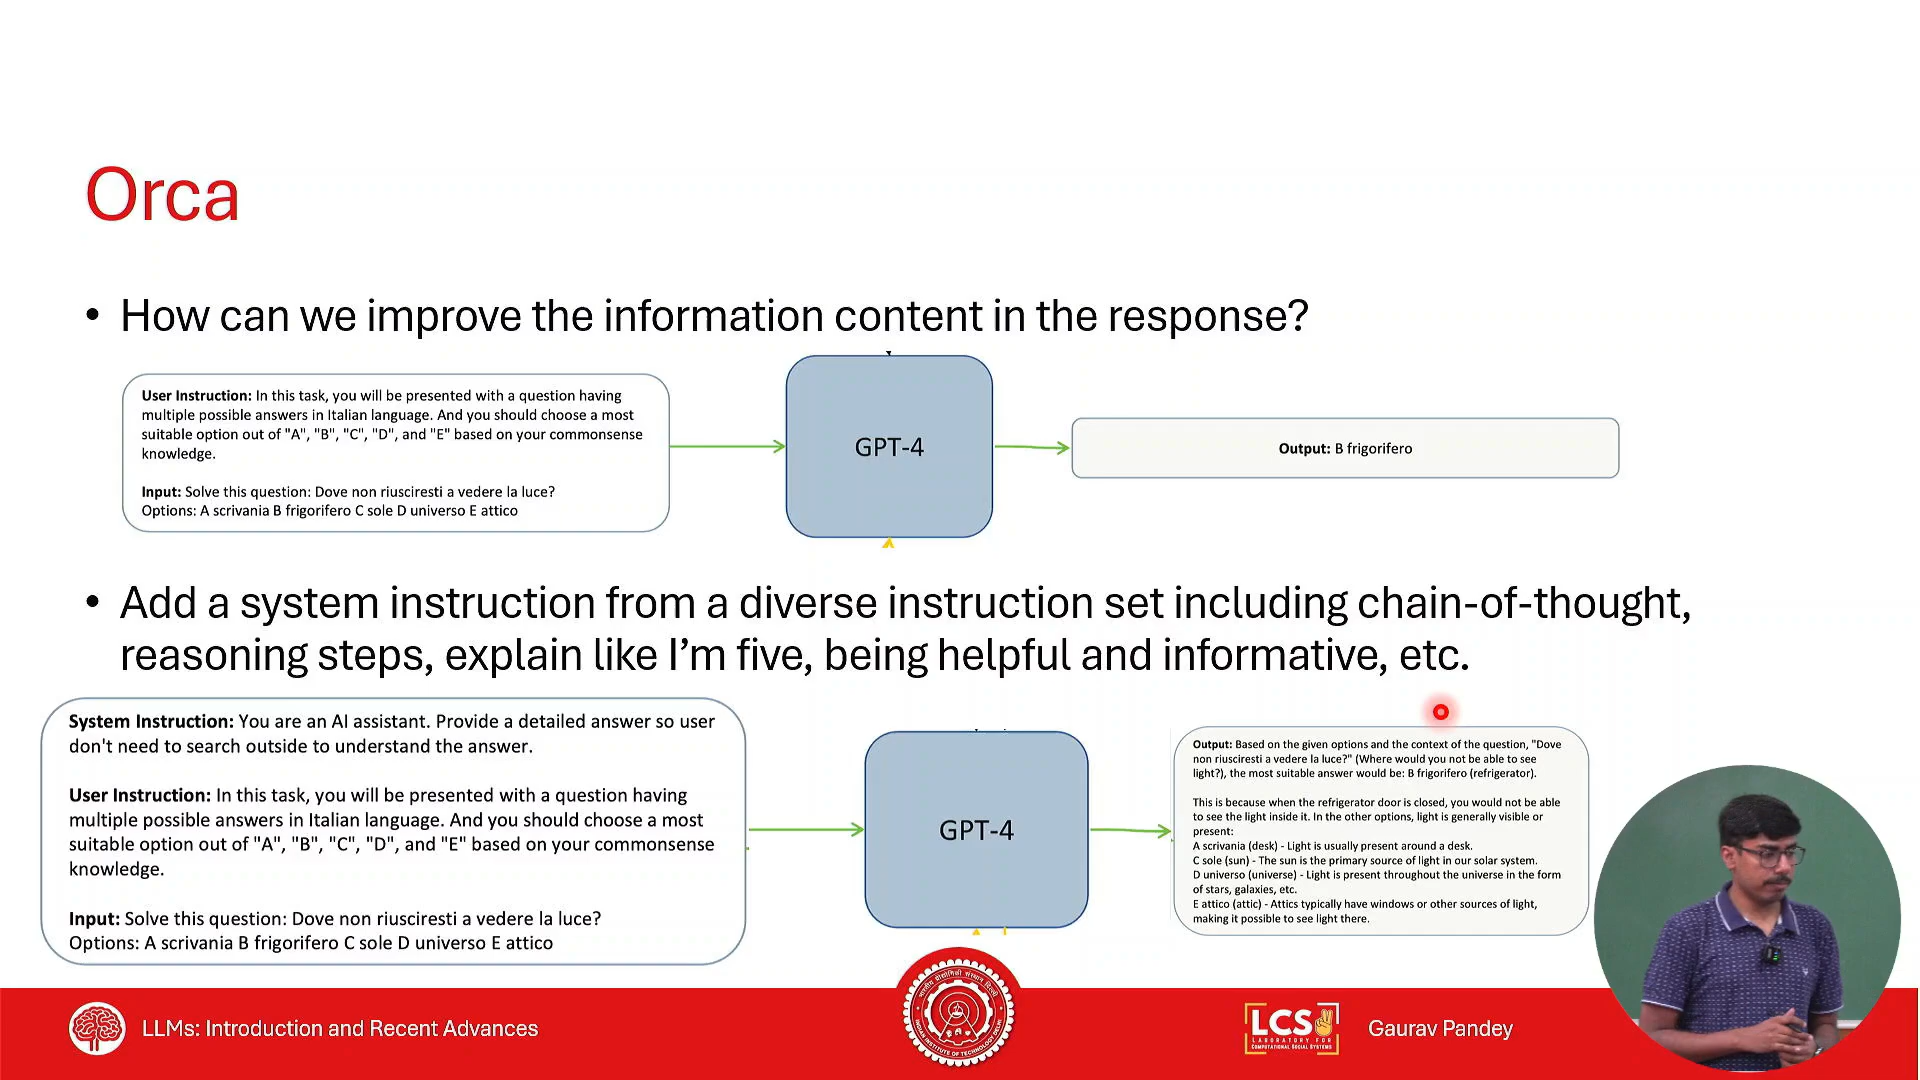 Orca
• How can we improve the information content in the response?
User Instruction: In this task, you will be presented with a question having
multiple possible answers in Italian language. And you should choose a most
suitable option out of "A", "B", "C", "D", and "E" based on your commonsense
knowledge.
Input: Solve this question: Dove non riusciresti a vedere la luce?
Options: A scrivania B frigorifero C sole D universo E attico
GPT-4
Output: B frigorifero
• Add a system instruction from a diverse instruction set including chain-of-thought,
reasoning steps, explain like I’m five, being helpful and informative, etc.
System Instruction: You are an AI assistant. Provide a detailed answer so user
don't need to search outside to understand the answer.
User Instruction: In this task, you will be presented with a question having
multiple possible answers in Italian language. And you should choose a most
suitable option out of "A", "B", "C", "D", and "E" based on your commonsense
knowledge.
Input: Solve this question: Dove non riusciresti a vedere la luce?
Options: A scrivania B frigorifero C sole D universo E attico
GPT-4
Output: Based on the given options and the context of the question, "Dove
non riusciresti a vedere la luce?" (Where would you not be able to see
light?), the most suitable answer would be: B frigorifero (refrigerator).
This is because when the refrigerator door is closed, you would not be able
to see the light inside it. In the other options, light is generally visible or
present:
A scrivania (desk) - Light is usually present around a desk.
C sole (sun) - The sun is the primary source of light in our solar system.
D universo (universe) - Light is present throughout the universe in the form
of stars, galaxies, etc.
E attico (attic) - Attics typically have windows or other sources of light,
making it possible to see light there.
LLMs: Introduction and Recent Advances
LCS
LABORATORY FOR
COMPUTATIONAL SOCIAL SYSTEMS
Gaurav Pandey